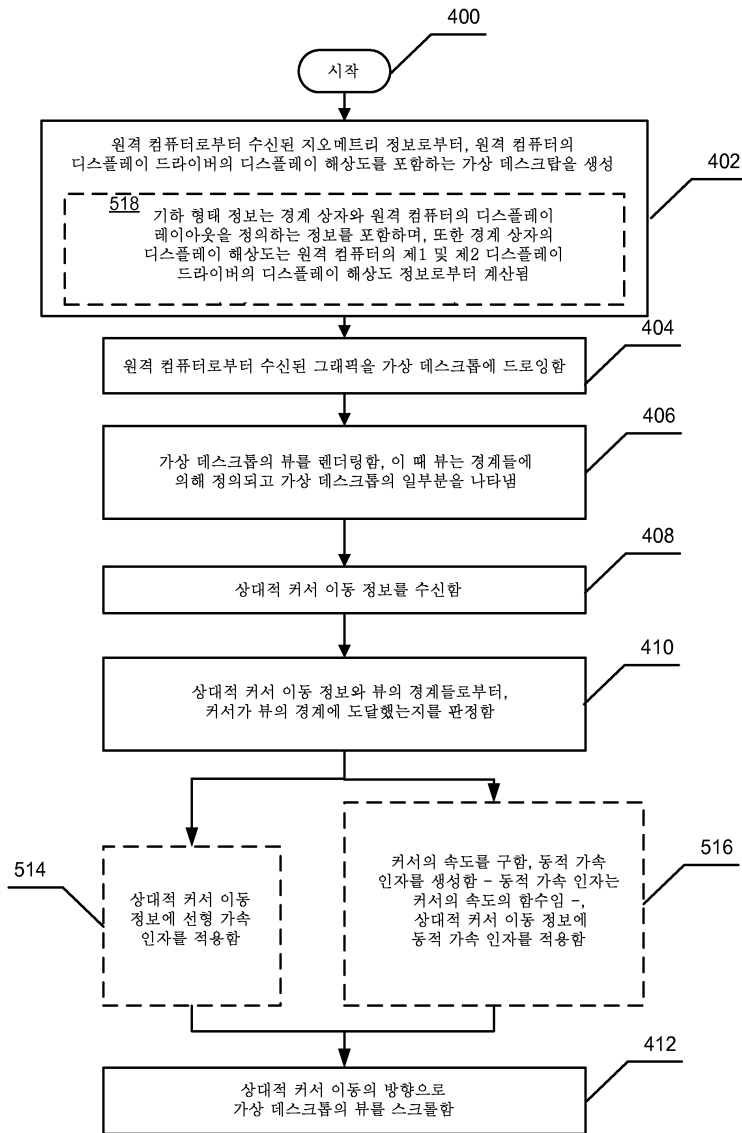 400
시작
원격 컴퓨터로부터 수신된 지오메트리 정보로부터, 원격 컴퓨터의
디스플레이 드라이버의 디스플레이 해상도를 포함하는 가상 데스크탑을 생성
402
518
기하 형태 정보는 경계 상자와 원격 컴퓨터의 디스플레이
레이아웃을 정의하는 정보를 포함하며, 또한 경계 상자의
디스플레이 해상도는 원격 컴퓨터의 제1 및 제2 디스플레이
드라이버의 디스플레이 해상도 정보로부터 계산됨
404
원격 컴퓨터로부터 수신된 그래픽을 가상 데스크톱에 드로잉함
406
가상 데스크톱의 뷰를 렌더링함, 이 때 뷰는 경계들에
의해 정의되고 가상 데스크톱의 일부분을 나타냄
408
상대적 커서 이동 정보를 수신함
410
상대적 커서 이동 정보와 뷰의 경계들로부터,
커서가 뷰의 경계에 도달했는지를 판정함
514
상대적 커서 이동
정보에 선형 가속
인자를 적용함
516
커서의 속도를 구함, 동적 가속
인자를 생성함 – 동적 가속 인자는
커서의 속도의 함수임 –,
상대적 커서 이동 정보에
동적 가속 인자를 적용함
412
상대적 커서 이동의 방향으로
가상 데스크톱의 뷰를 스크롤함